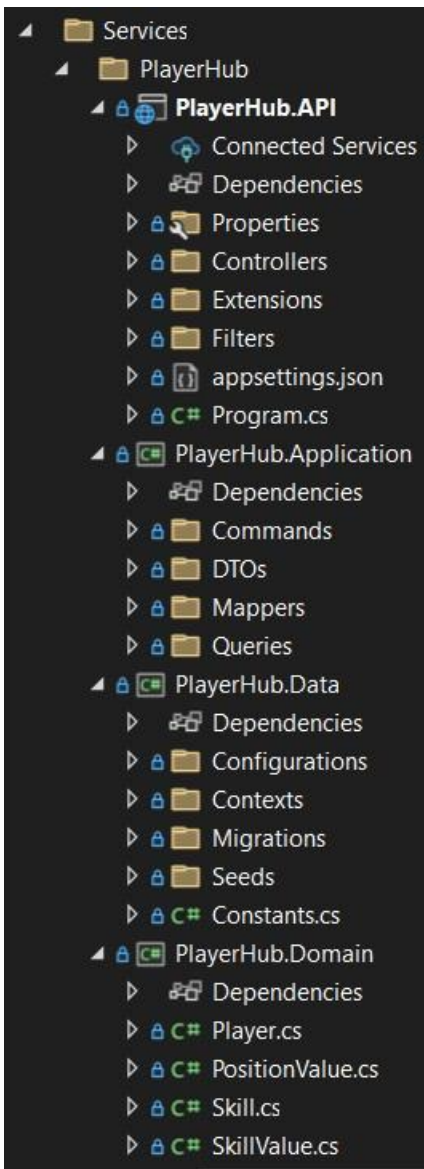 Services
PlayerHub
PlayerHub.API
Connected Services
Dependencies
Properties
Controllers
Extensions
Filters
appsettings.json
C# Program.cs
C# PlayerHub.Application
Dependencies
Commands
DTOs
Mappers
Queries
C# PlayerHub.Data
Dependencies
Configurations
Contexts
Migrations
Seeds
C# Constants.cs
C# PlayerHub.Domain
Dependencies
C# Player.cs
C# PositionValue.cs
C# Skill.cs
C# SkillValue.cs